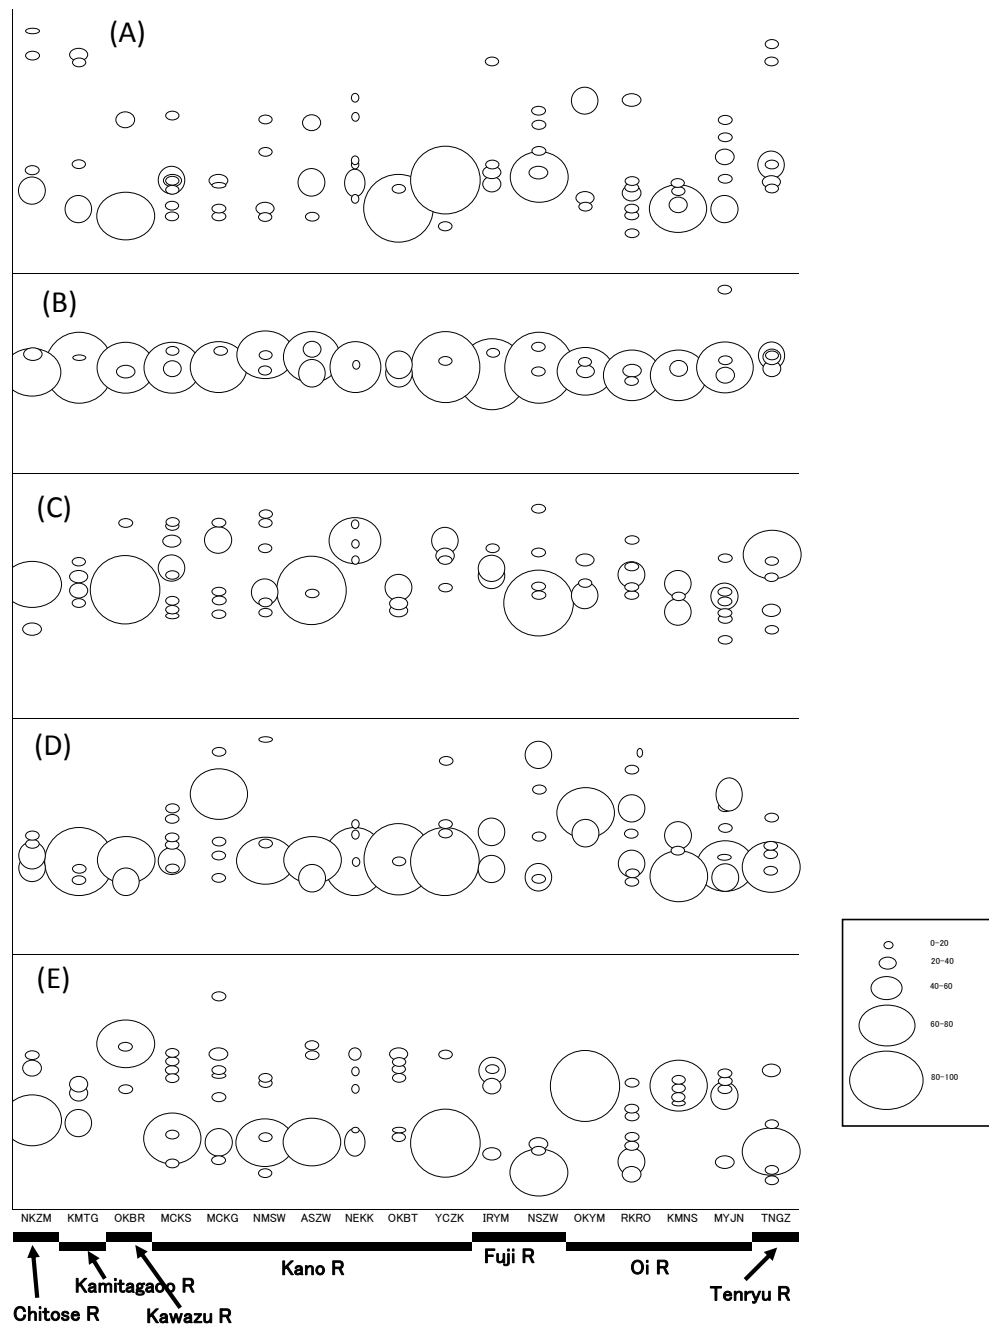 (A)
(B)
(C)
(D)
(E)
0-20
20-40
40-60
60-80
80-100
NKZM KMTG OKBR MCKS MCKG NMSW ASZW NEKK OKBT YCZK IRYM NSZW OKYM RKRO KMNS MYJN TNGZ
Kano R Fuji R Oi R
Kamitagaoo R Tenryu R
Chitose R Kawazu R